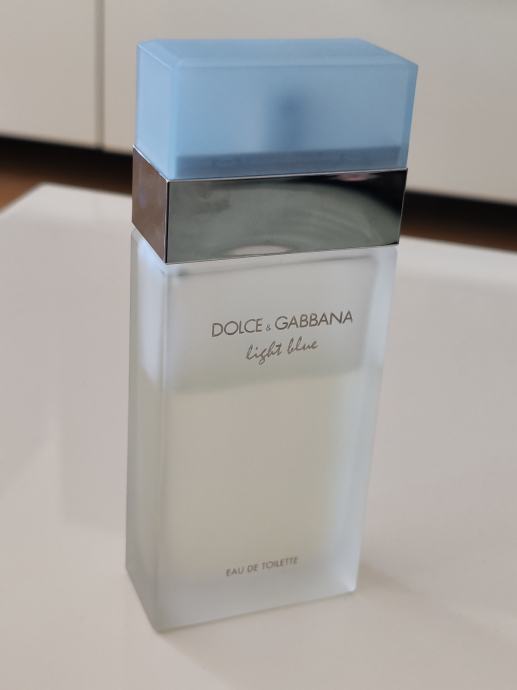 DOLCE & GABBANA
light blue
EAU DE TOILETTE